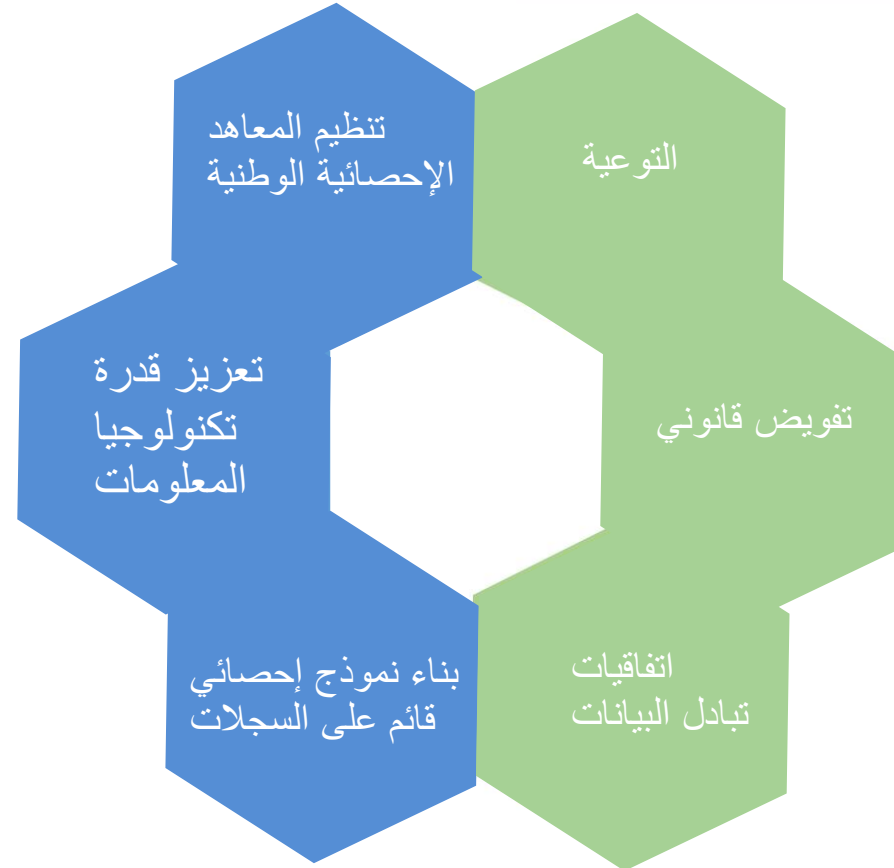 التوعية
تفويض قانوني
اتفاقيات
تبادل البيانات
تنظيم المعاهد
الإحصائية الوطنية
تعزيز قدرة
تكنولوجيا
المعلومات
بناء نموذج إحصائي
قائم على السجلات